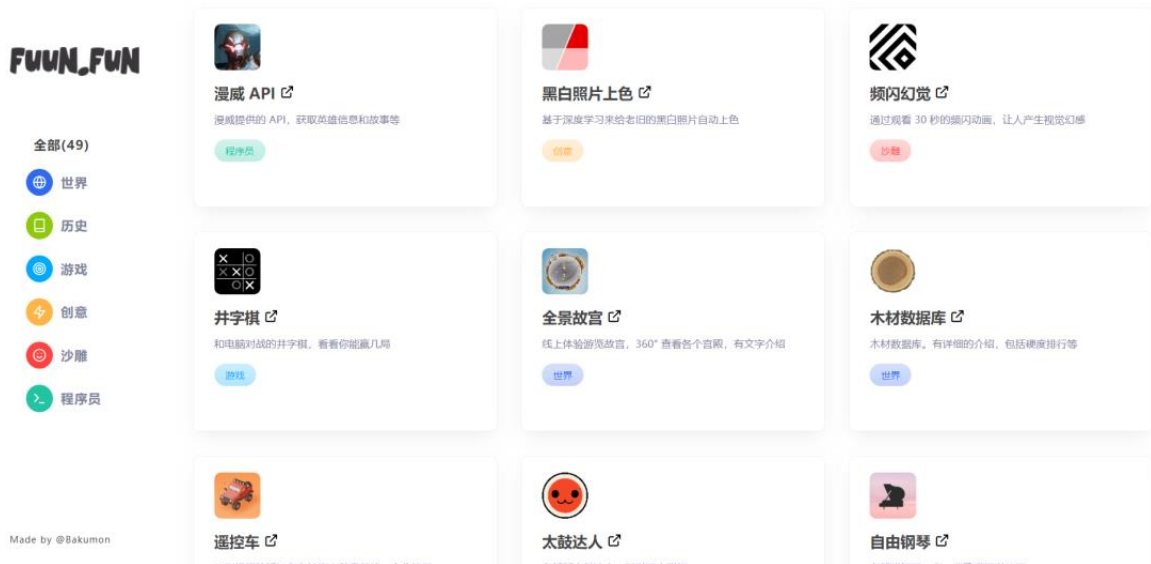 FUUN.FUN
全部(49)
世界
历史
游戏
创意
沙雕
程序员
Made by @Bakumon
漫威 API
漫威提供的 API，获取英雄信息和故事等
程序员
黑白照片上色
基于深度学习来给老旧的黑白照片自动上色
创意
频闪幻觉
通过观看 30 秒的频闪动画，让人产生视觉幻感
沙雕
井字棋
和电脑对战的井字棋，看看你能赢几局
游戏
全景故宫
线上体验游览故宫，360° 查看各个宫殿，有文字介绍
世界
木材数据库
木材数据库。有详细的介绍，包括硬度排行等
世界
遥控车
太鼓达人
自由钢琴